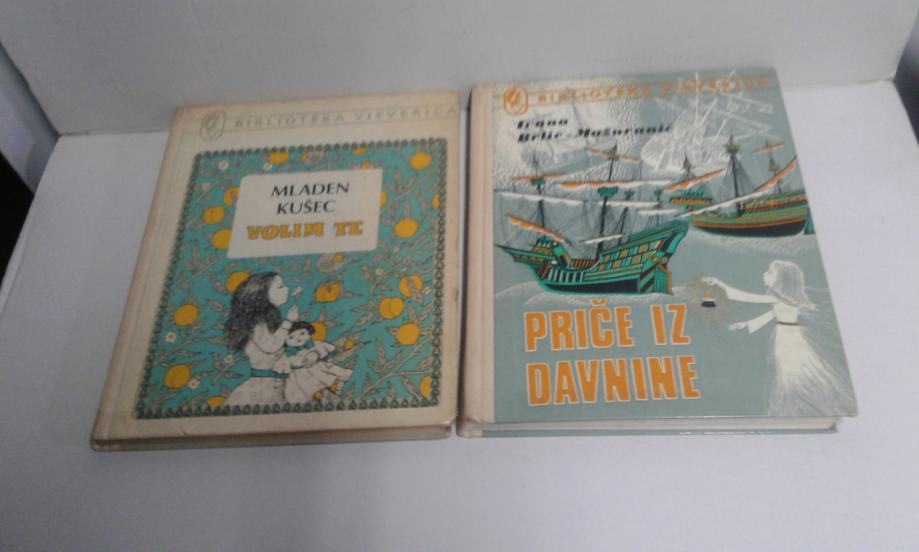 BIBLIOTEKA VJEVERICA
MLADEN
KUŠEC
VOLIM TE
BIBLIOTEKA VJEVERICA
Ivana
Brlić-Mažuranić
PRIČE IZ
DAVNINE